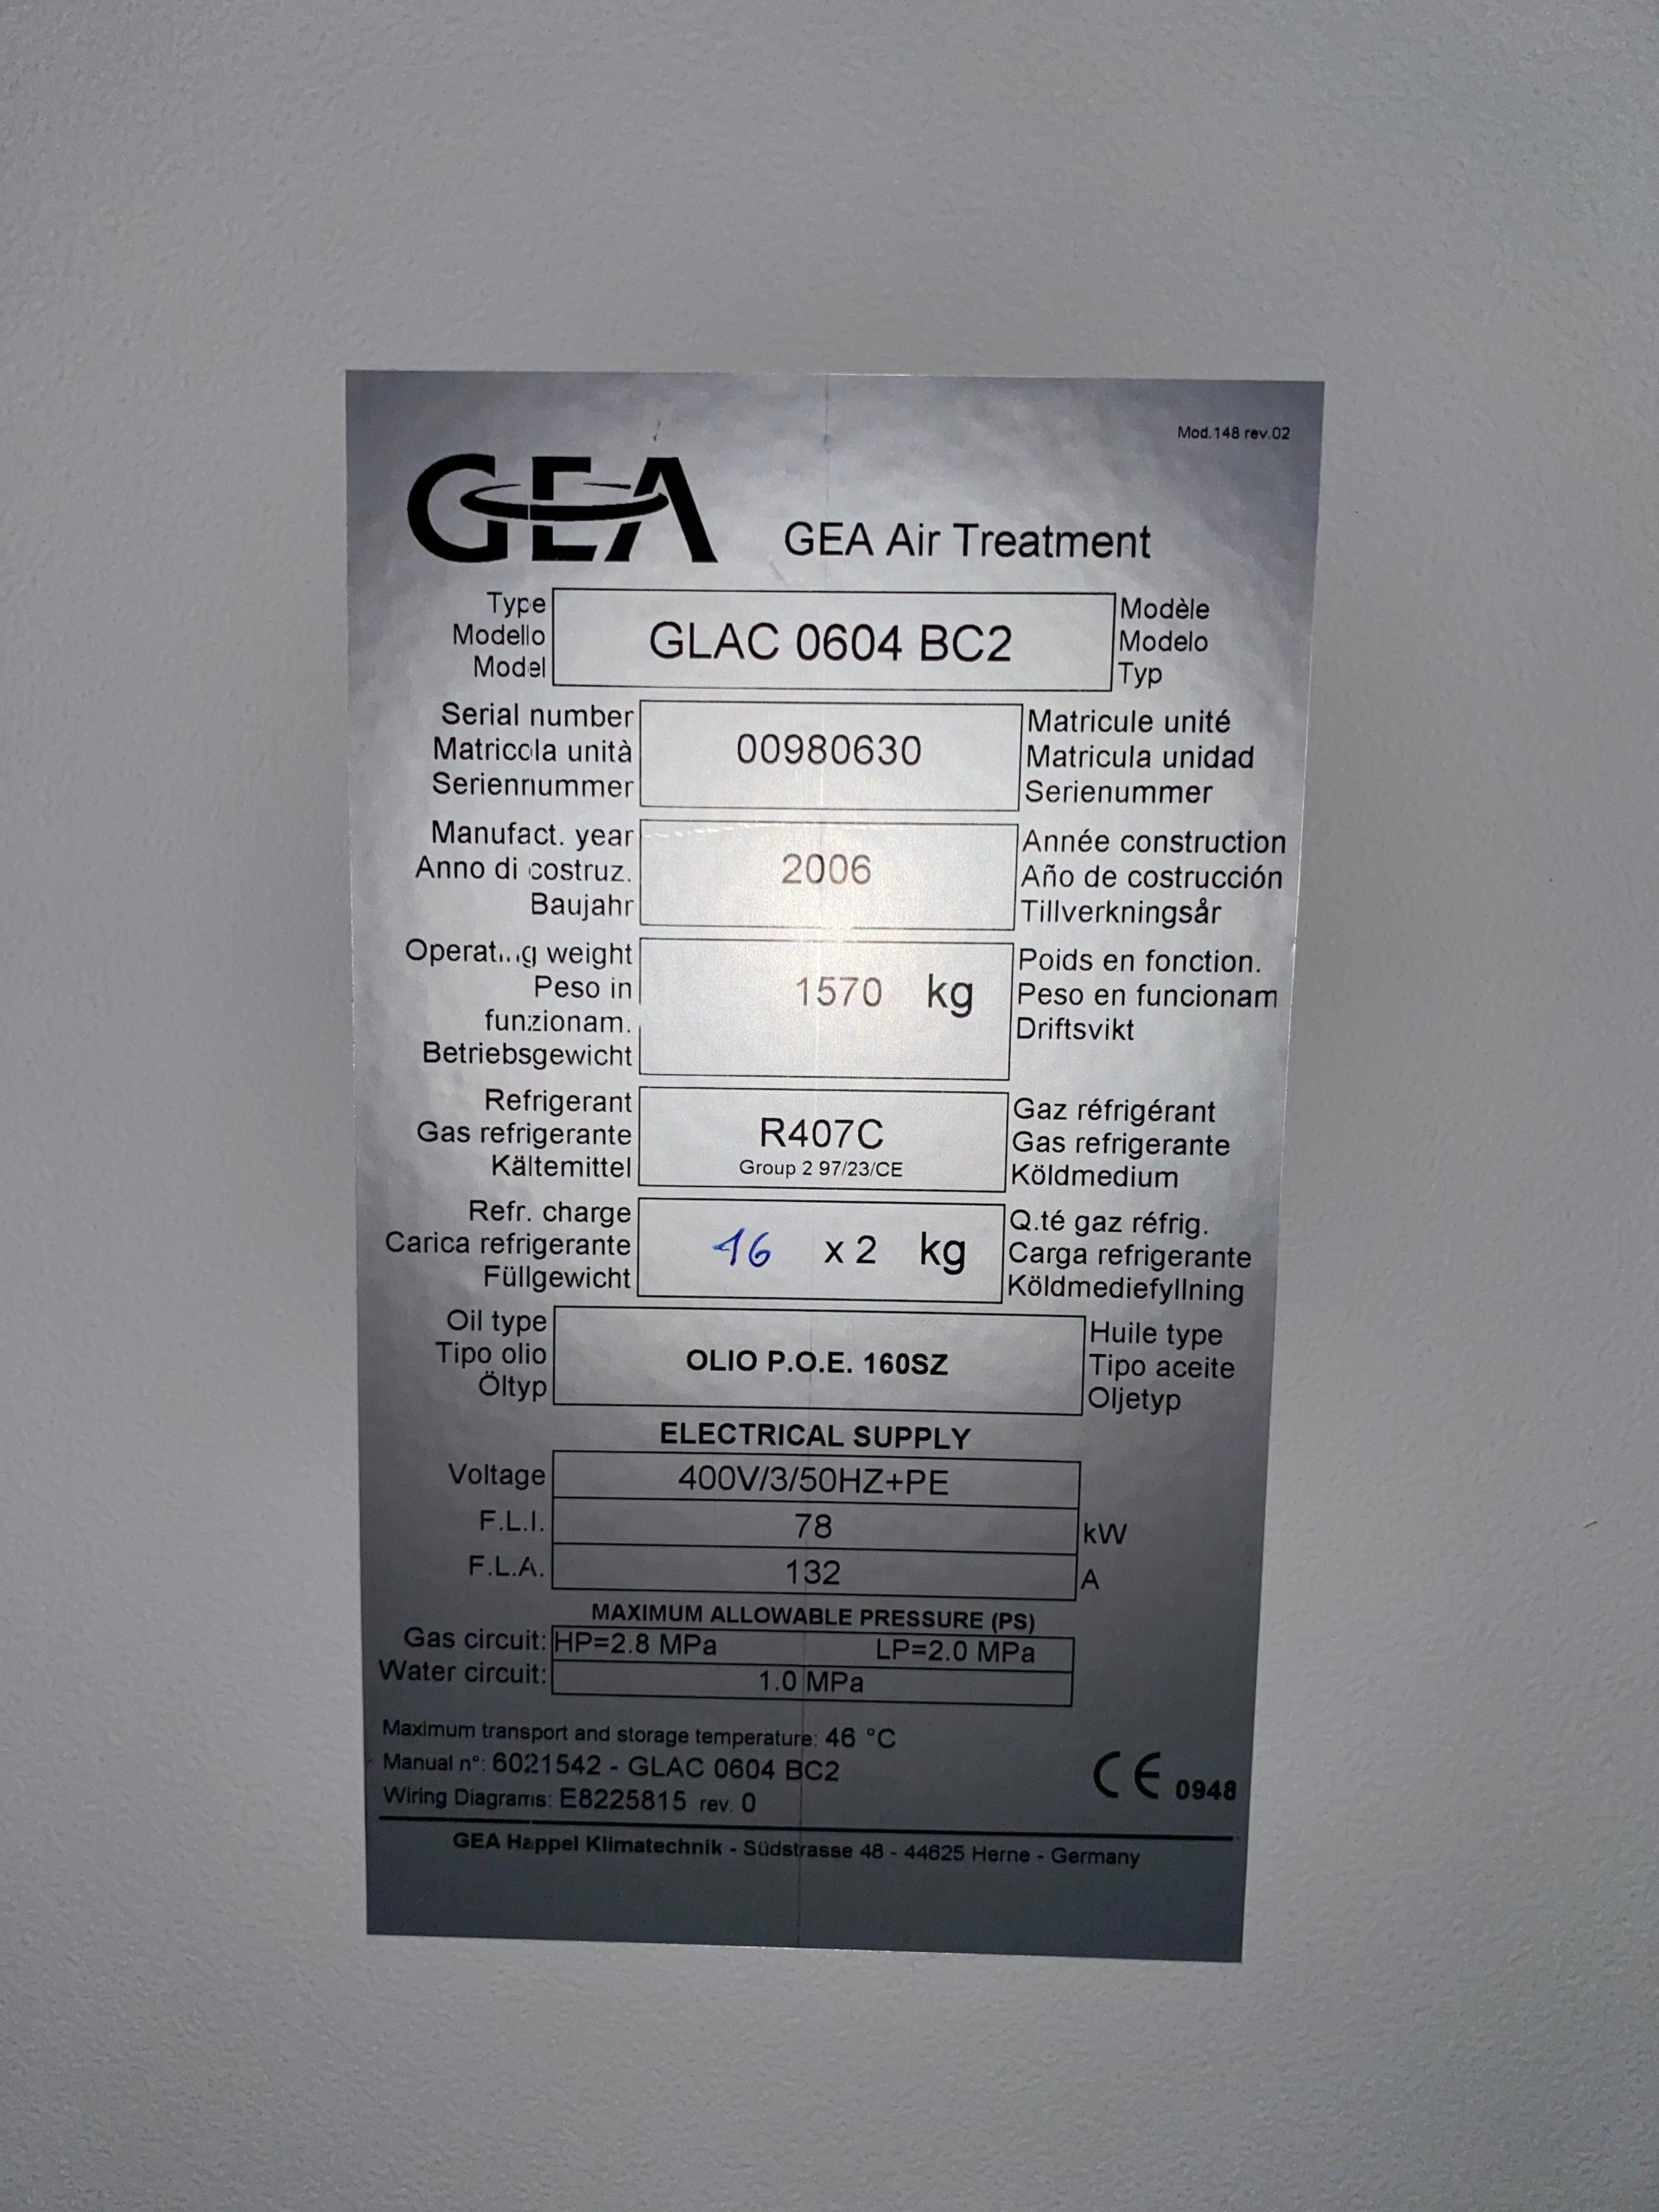 Mod.148 rev.02
GEA
GEA Air Treatment
Type
Modello
Model
GLAC 0604 BC2
Modèle
Modelo
Typ
Serial number
Matricola unità
Seriennummer
00980630
Matricule unité
Matricula unidad
Serienummer
Manufact. year
Anno di costruz.
Baujahr
2006
Année construction
Año de costrucción
Tillverkningsår
Operating weight
Peso in
funzionam.
Betriebsgewicht
1570 kg
Poids en fonction.
Peso en funcionam
Driftsvikt
Refrigerant
Gas refrigerante
Kältemittel
R407C
Group 2 97/23/CE
Gaz réfrigérant
Gas refrigerante
Köldmedium
Refr. charge
Carica refrigerante
Füllgewicht
16 x 2 kg
Q.té gaz réfrig.
Carga refrigerante
Köldmediefyllning
Oil type
Tipo olio
Öltyp
OLIO P.O.E. 160SZ
Huile type
Tipo aceite
Oljetyp
ELECTRICAL SUPPLY
Voltage 400V/3/50HZ+PE
F.L.I. 78 kW
F.L.A. 132 A
MAXIMUM ALLOWABLE PRESSURE (PS)
Gas circuit: HP=2.8 MPa LP=2.0 MPa
Water circuit: 1.0 MPa
Maximum transport and storage temperature: 46 °C
Manual n°: 6021542 - GLAC 0604 BC2
Wiring Diagrams: E8225815 rev. 0
CE 0948
GEA Happel Klimatechnik - Südstrasse 48 - 44625 Herne - Germany